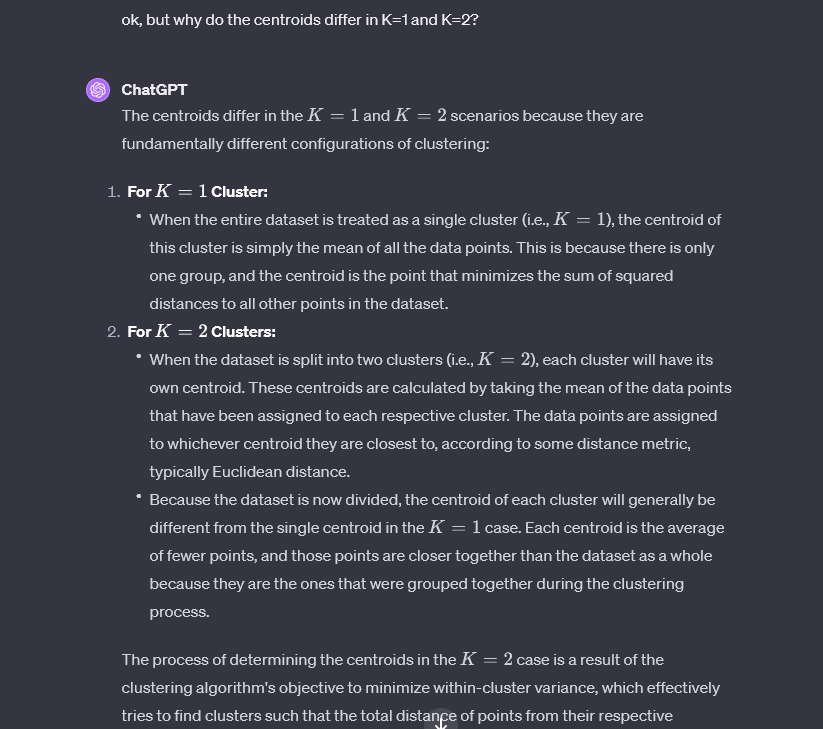 ok, but why do the centroids differ in K=1 and K=2?
ChatGPT
The centroids differ in the K = 1 and K = 2 scenarios because they are
fundamentally different configurations of clustering:
1. For K = 1 Cluster:
• When the entire dataset is treated as a single cluster (i.e., K = 1), the centroid of
this cluster is simply the mean of all the data points. This is because there is only
one group, and the centroid is the point that minimizes the sum of squared
distances to all other points in the dataset.
2. For K = 2 Clusters:
• When the dataset is split into two clusters (i.e., K = 2), each cluster will have its
own centroid. These centroids are calculated by taking the mean of the data points
that have been assigned to each respective cluster. The data points are assigned
to whichever centroid they are closest to, according to some distance metric,
typically Euclidean distance.
• Because the dataset is now divided, the centroid of each cluster will generally be
different from the single centroid in the K = 1 case. Each centroid is the average
of fewer points, and those points are closer together than the dataset as a whole
because they are the ones that were grouped together during the clustering
process.
The process of determining the centroids in the K = 2 case is a result of the
clustering algorithm's objective to minimize within-cluster variance, which effectively
tries to find clusters such that the total distance of points from their respective